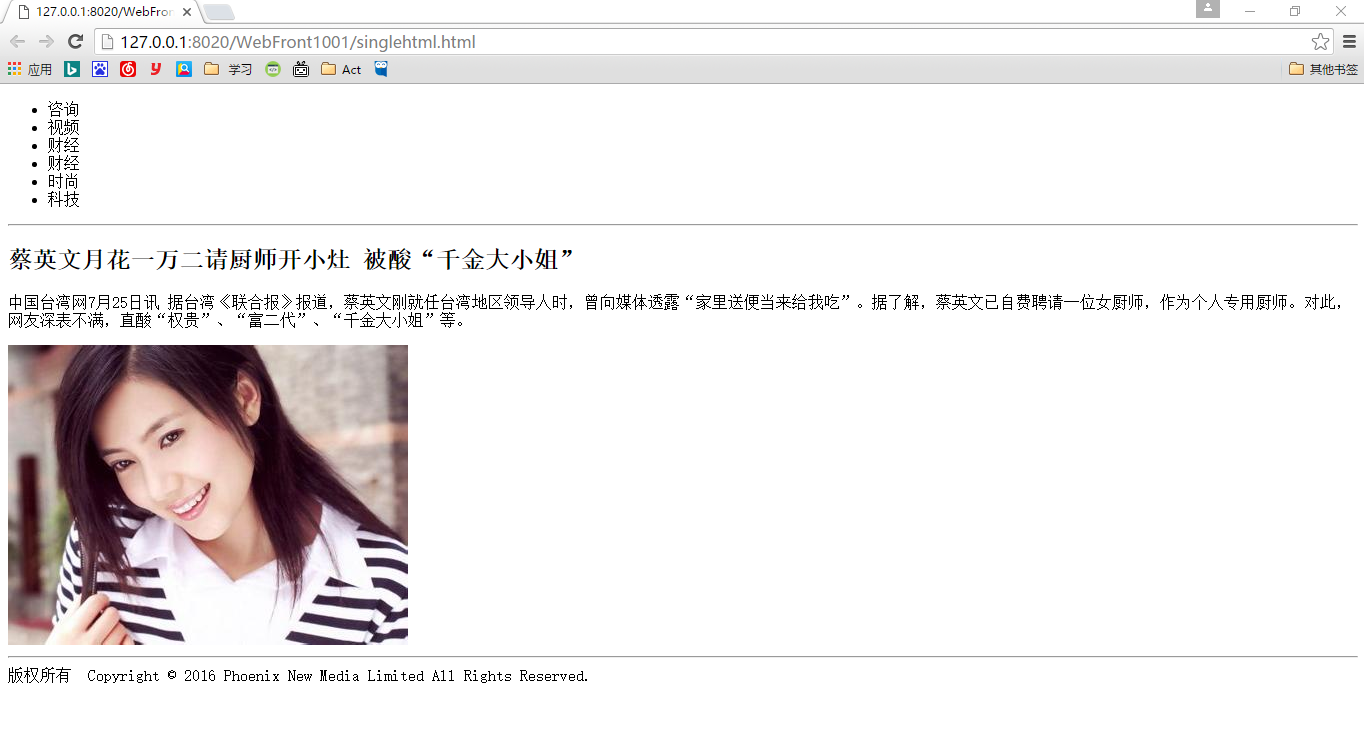 127.0.0.1:8020/WebFron
127.0.0.1:8020/WebFront1001/singlehtml.html
应用 学习 Act 其他书签
咨询
视频
财经
财经
时尚
科技
蔡英文月花一万二请厨师开小灶 被酸“千金大小姐”
中国台湾网7月25日讯 据台湾《联合报》报道，蔡英文刚就任台湾地区领导人时，曾向媒体透露“家里送便当来给我吃”。据了解，蔡英文已自费聘请一位女厨师，作为个人专用厨师。对此，
网友深表不满，直酸“权贵”、“富二代”、“千金大小姐”等。
版权所有 Copyright © 2016 Phoenix New Media Limited All Rights Reserved.